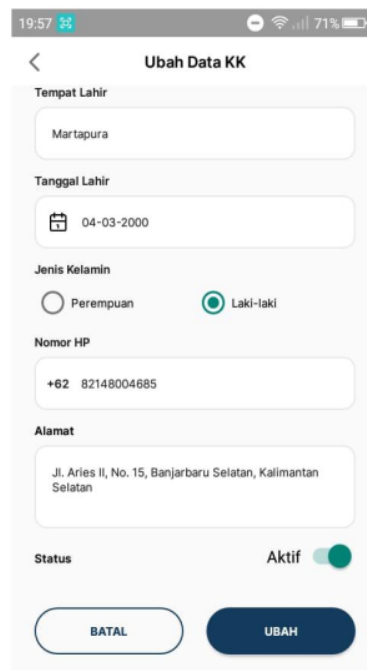 19:57 71%
Ubah Data KK
Tempat Lahir
Martapura
Tanggal Lahir
1 04-03-2000
Jenis Kelamin
Perempuan Laki-laki
Nomor HP
+62 82148004685
Alamat
Jl. Aries II, No. 15, Banjarbaru Selatan, Kalimantan
Selatan
Status Aktif
BATAL UBAH